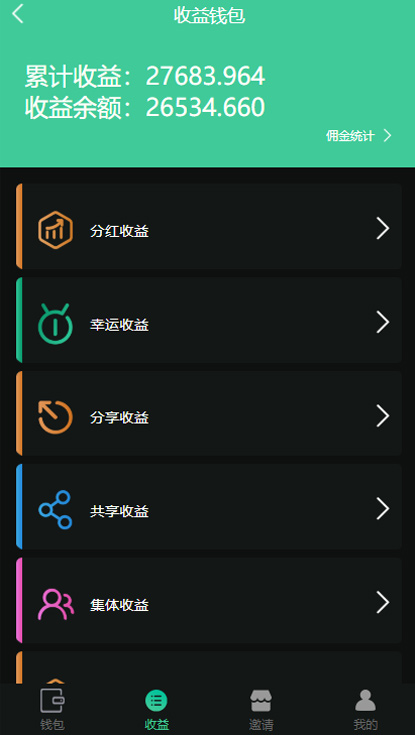 收益钱包
累计收益：27683.964
收益余额：26534.660
佣金统计
分红收益
幸运收益
分享收益
共享收益
集体收益
钱包
收益
邀请
我的